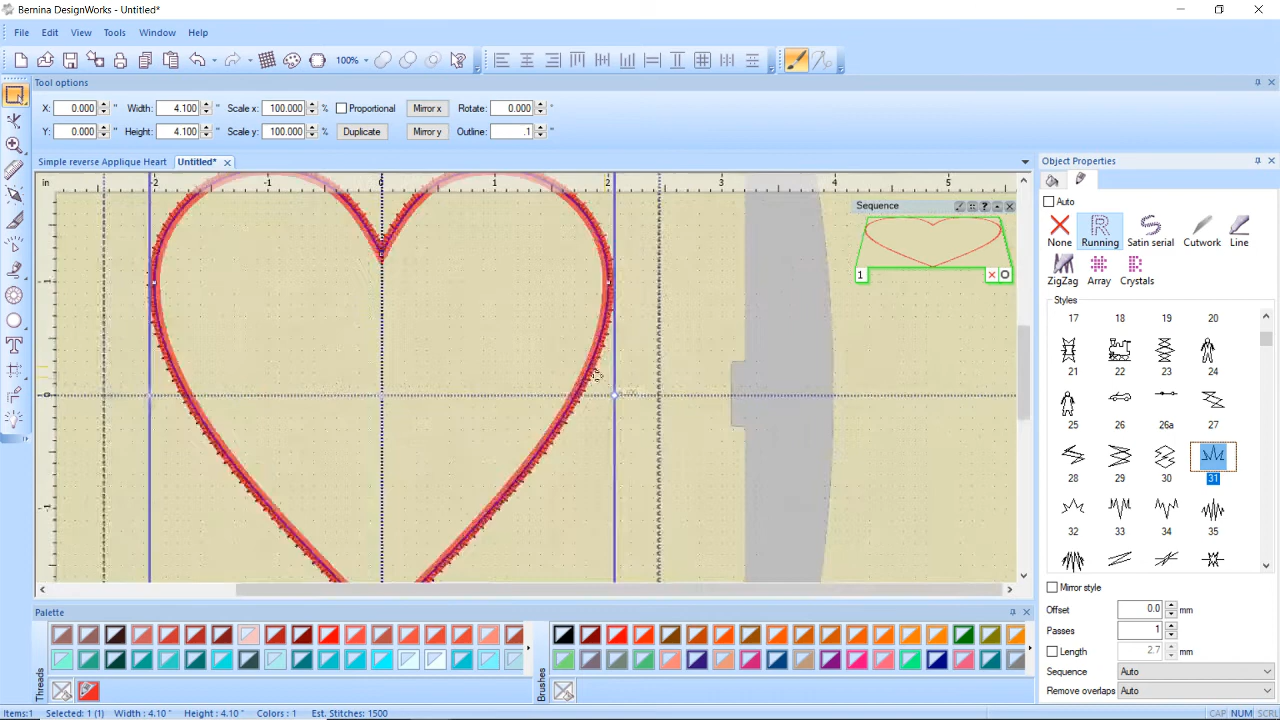 Bernina DesignWorks - Untitled*
File Edit View Tools Window Help
100%
Tool options
X: 0.000 " Width: 4.100 " Scale x: 100.000 % Proportional Mirror x Rotate: 0.000 °
Y: 0.000 " Height: 4.100 " Scale y: 100.000 % Duplicate Mirror y Outline: .1 "
Simple reverse Applique Heart Untitled*
Object Properties
in 2 -1 0 1 2 3 4 5
Auto
Sequence
None Running Satin serial Cutwork Line
1
ZigZag Array Crystals
1
Styles
17 18 19 20
21 22 23 24
0
25 26 26a 27
28 29 30 31
-1
32 33 34 35
Mirror style
Palette
Offset 0.0 mm
Passes 1
Length 2.7 mm
Threads
Brushes
Sequence Auto
Remove overlaps Auto
Items:1 Selected: 1 (1) Width : 4.10 " Height : 4.10" Colors : 1 Est. Stitches: 1500 CAP NUM SCRL